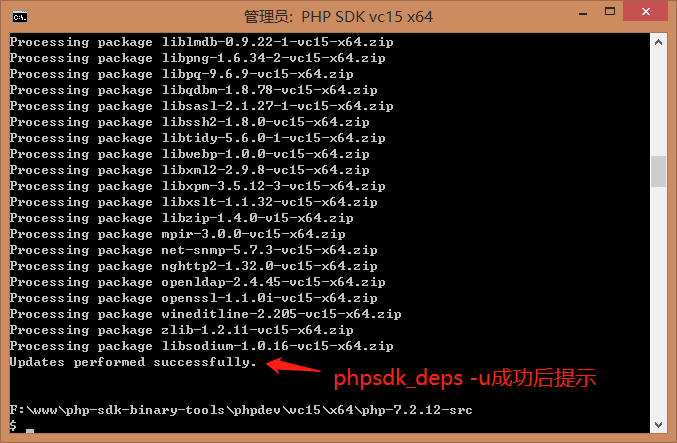 管理员: PHP SDK vc15 x64
Processing package liblmdb-0.9.22-1-vc15-x64.zip
Processing package libpng-1.6.34-2-vc15-x64.zip
Processing package libpq-9.6.9-vc15-x64.zip
Processing package libqdbm-1.8.78-vc15-x64.zip
Processing package libsasl-2.1.27-1-vc15-x64.zip
Processing package libssh2-1.8.0-vc15-x64.zip
Processing package libtidy-5.6.0-1-vc15-x64.zip
Processing package libwebp-1.0.0-vc15-x64.zip
Processing package libxml2-2.9.8-vc15-x64.zip
Processing package libxpm-3.5.12-3-vc15-x64.zip
Processing package libxslt-1.1.32-vc15-x64.zip
Processing package libzip-1.4.0-v15-x64.zip
Processing package mpir-3.0.0-vc15-x64.zip
Processing package net-snmp-5.7.3-vc15-x64.zip
Processing package nghttp2-1.32.0-vc15-x64.zip
Processing package openldap-2.4.45-vc15-x64.zip
Processing package openssl-1.1.0i-vc15-x64.zip
Processing package wineditline-2.205-vc15-x64.zip
Processing package zlib-1.2.11-vc15-x64.zip
Processing package libsodium-1.0.16-vc15-x64.zip
Updates performed successfully.
phpsdk_deps -u成功后提示
F:\www\php-sdk-binary-tools\phpdev\vc15\x64\php-7.2.12-src
$